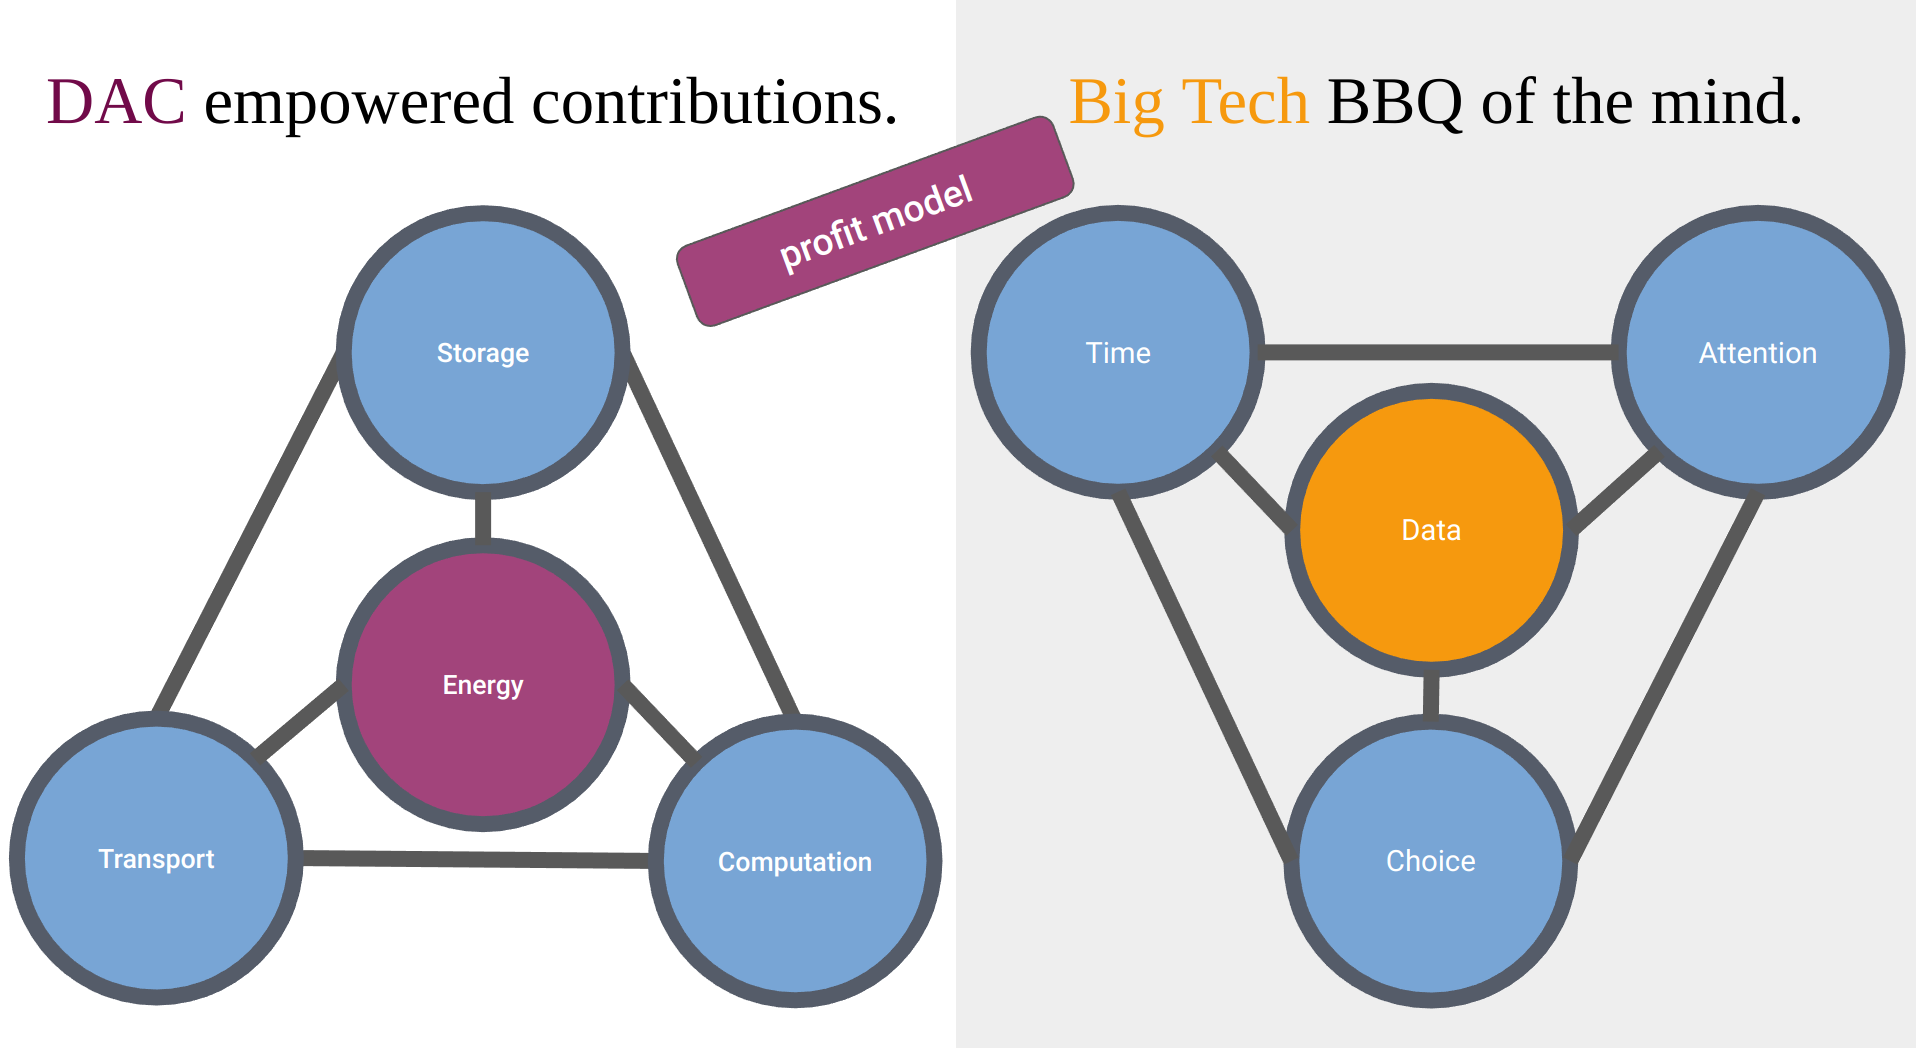 DAC empowered contributions.
Big Tech BBQ of the mind.
profit model
Storage
Energy
Transport
Computation
Time
Attention
Data
Choice